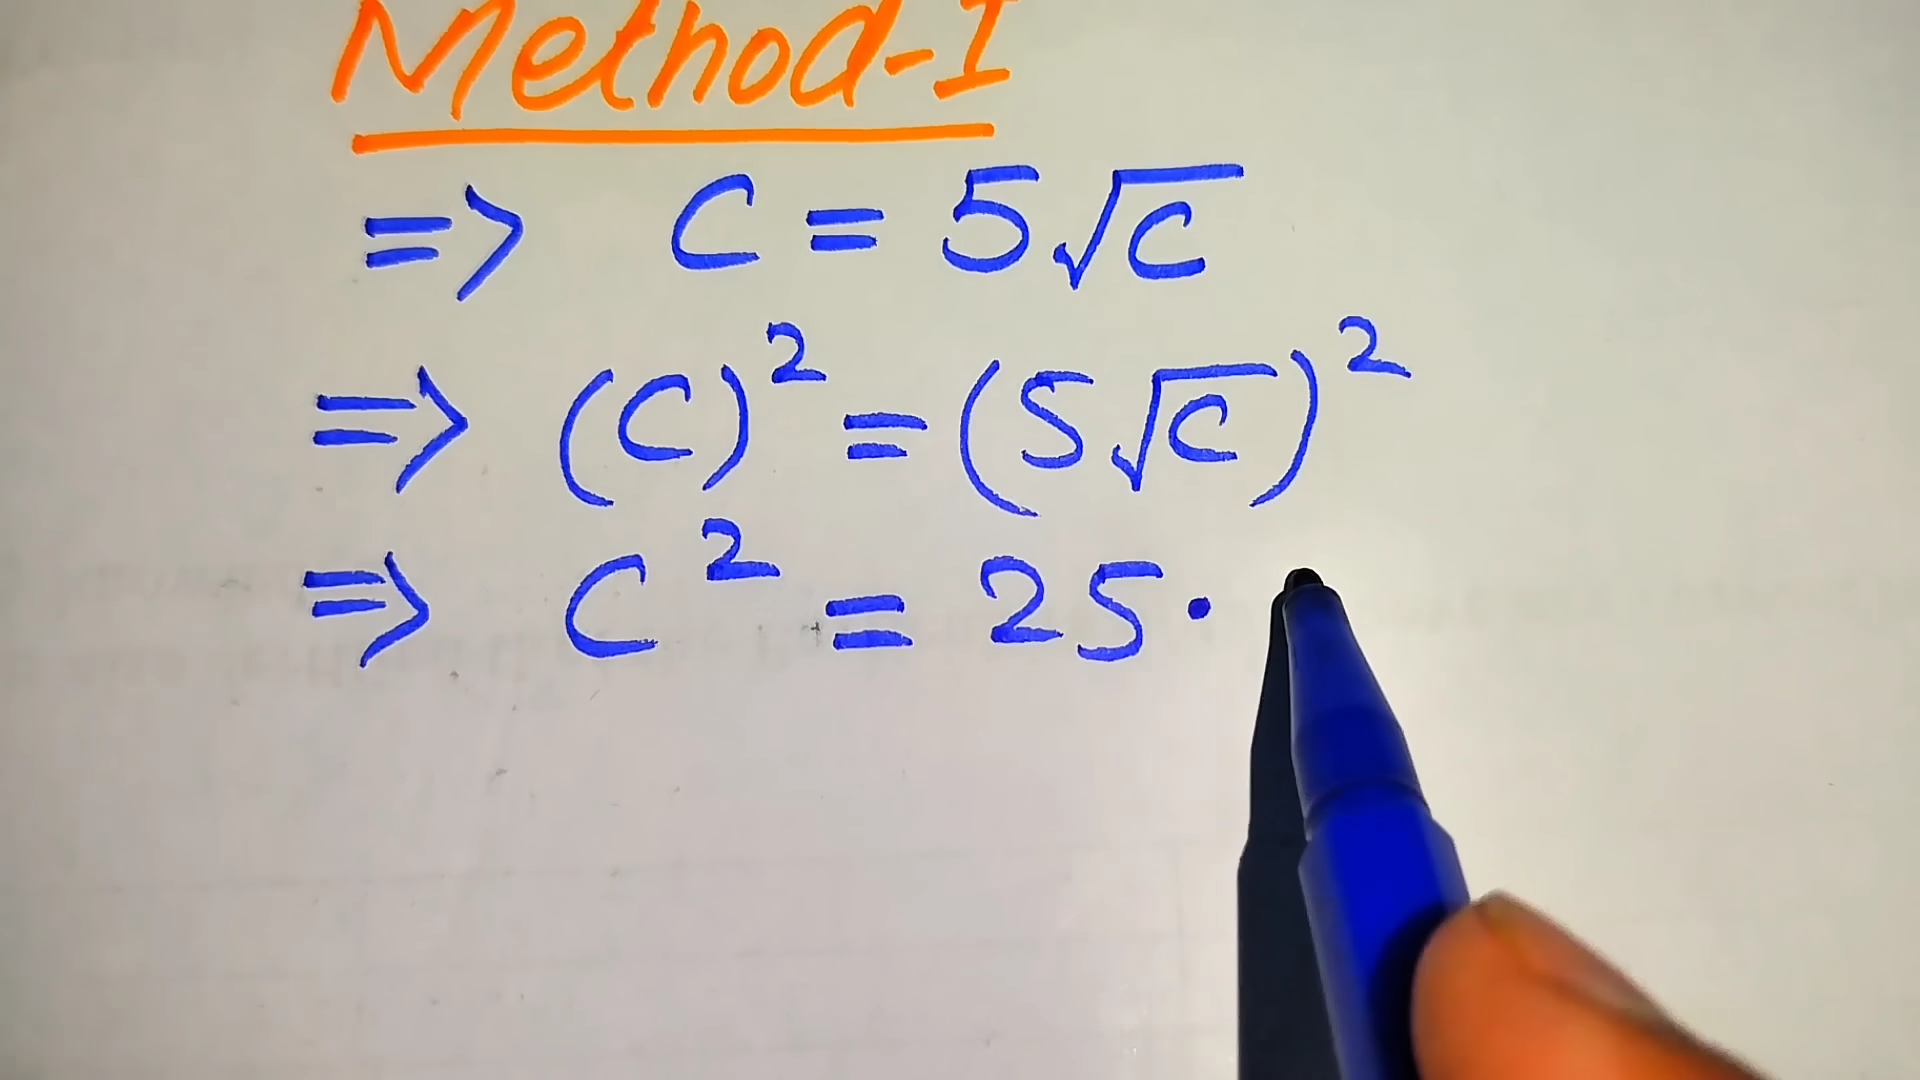 Method-I
=> C = 5√c
=> (C)² = (5√c)²
=> C² = 25·